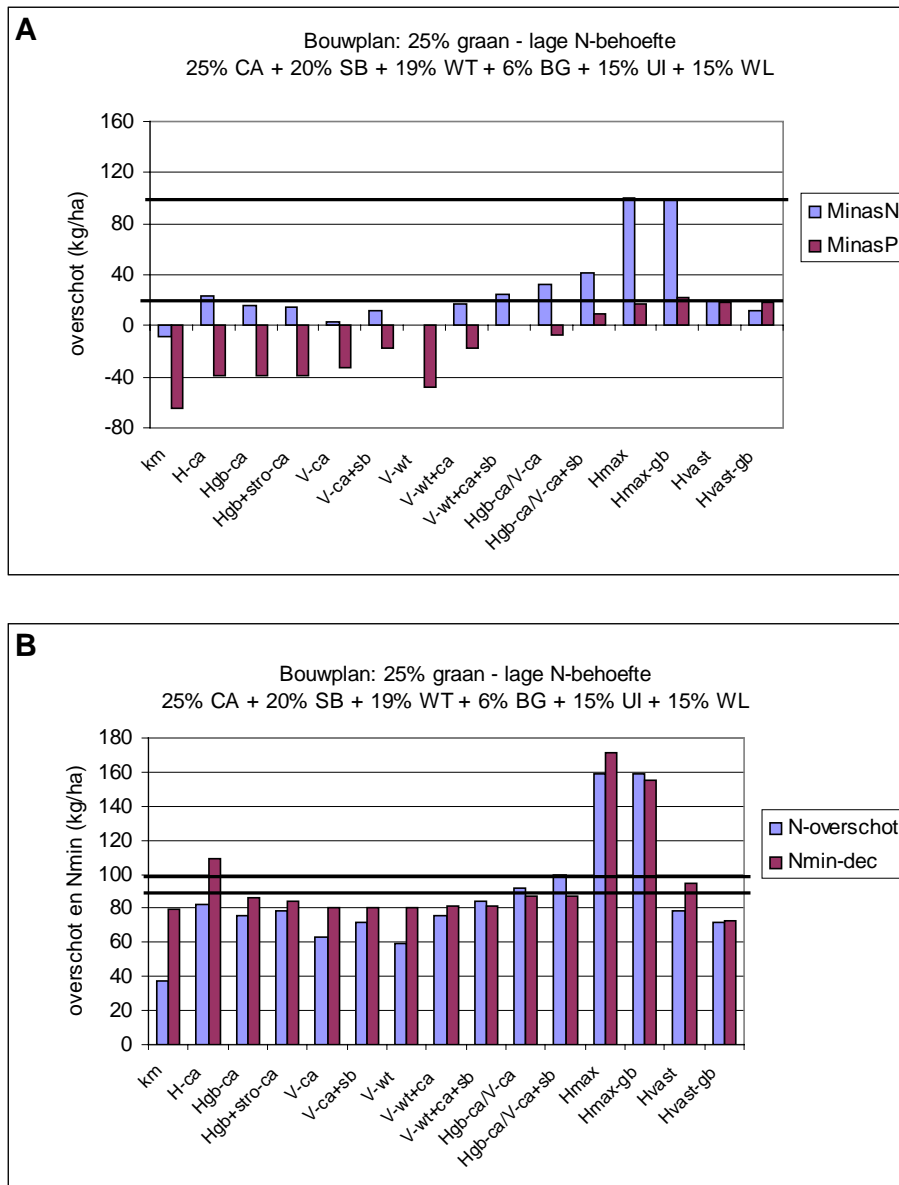 A
Bouwplan: 25% graan - lage N-behoefte
25% CA + 20% SB + 19% WT + 6% BG + 15% UI + 15% WL
overschot (kg/ha)
160
120
80
40
0
-40
-80
km
H-ca
Hgb-ca
Hgb+stro-ca
V-ca
V-ca+sb
V-wt
V-wt+ca
V-wt+ca+sb
Hgb-ca/V-ca
Hgb-ca/V-ca+sb
Hmax
Hmax-gb
Hvast
Hvast-gb
MinasN
MinasP
B
Bouwplan: 25% graan - lage N-behoefte
25% CA + 20% SB + 19% WT + 6% BG + 15% UI + 15% WL
overschot en Nmin (kg/ha)
180
160
140
120
100
80
60
40
20
0
km
H-ca
Hgb-ca
Hgb+stro-ca
V-ca
V-ca+sb
V-wt
V-wt+ca
V-wt+ca+sb
Hgb-ca/V-ca
Hgb-ca/V-ca+sb
Hmax
Hmax-gb
Hvast
Hvast-gb
N-overschot
Nmin-dec